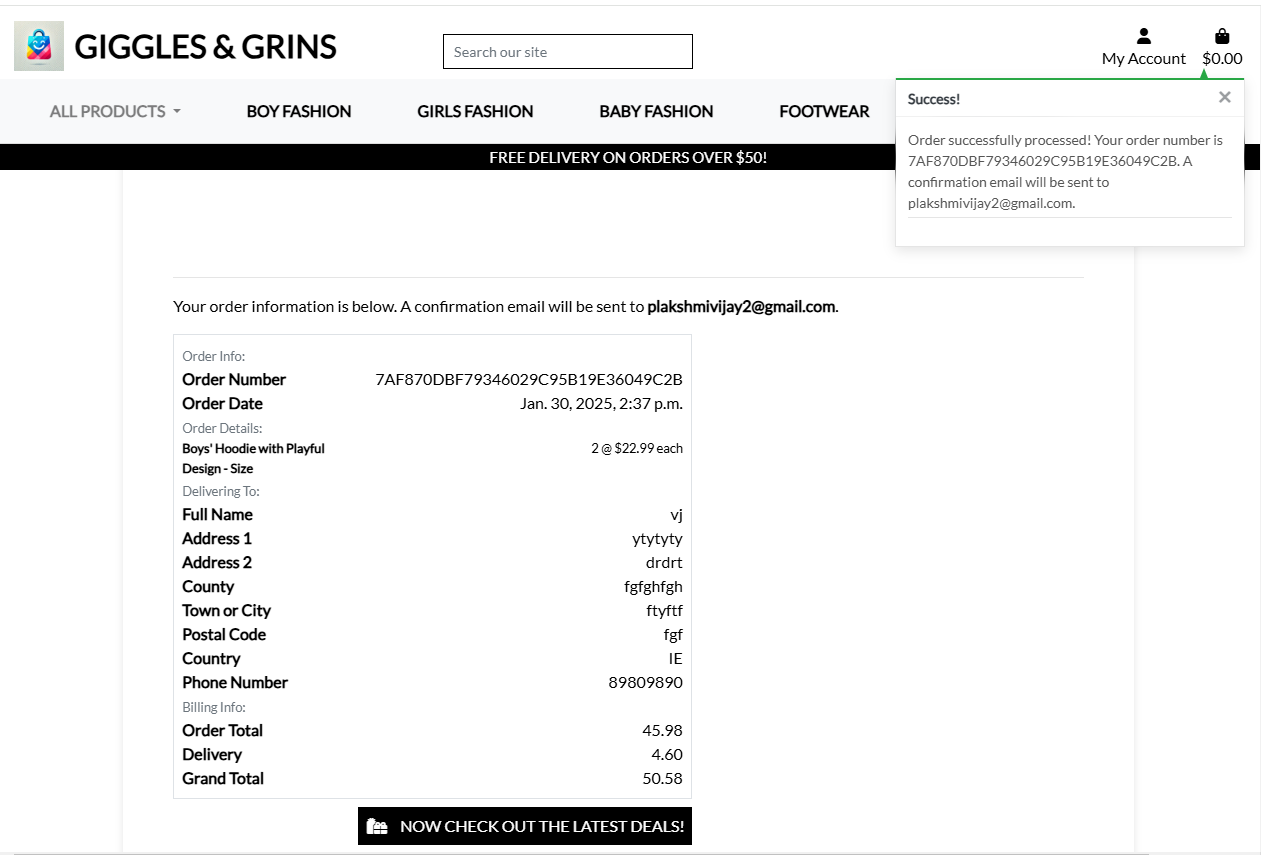 GIGGLES & GRINS
Search our site
My Account
$0.00
ALL PRODUCTS
BOY FASHION
GIRLS FASHION
BABY FASHION
FOOTWEAR
FREE DELIVERY ON ORDERS OVER $50!
Success!
×
Order successfully processed! Your order number is
7AF870DBF79346029C95B19E36049C2B. A
confirmation email will be sent to
plakshmivijay2@gmail.com.
Your order information is below. A confirmation email will be sent to plakshmivijay2@gmail.com.
Order Info:
Order Number 7AF870DBF79346029C95B19E36049C2B
Order Date Jan. 30, 2025, 2:37 p.m.
Order Details:
Boys' Hoodie with Playful 2 @ $22.99 each
Design - Size
Delivering To:
Full Name vj
Address 1 ytytyty
Address 2 drdrt
County fgfghfgh
Town or City ftyftf
Postal Code fgf
Country IE
Phone Number 89809890
Billing Info:
Order Total 45.98
Delivery 4.60
Grand Total 50.58
NOW CHECK OUT THE LATEST DEALS!